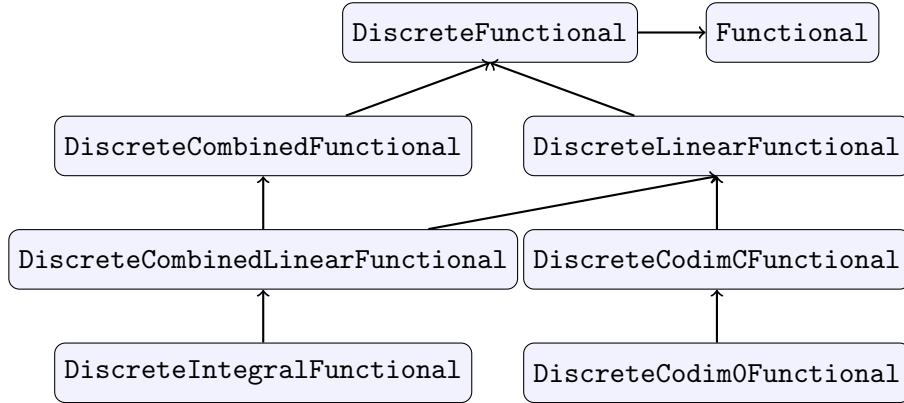 DiscreteFunctional Functional
DiscreteCombinedFunctional DiscreteLinearFunctional
DiscreteCombinedLinearFunctional DiscreteCodimCFunctional
DiscreteIntegralFunctional DiscreteCodim0Functional